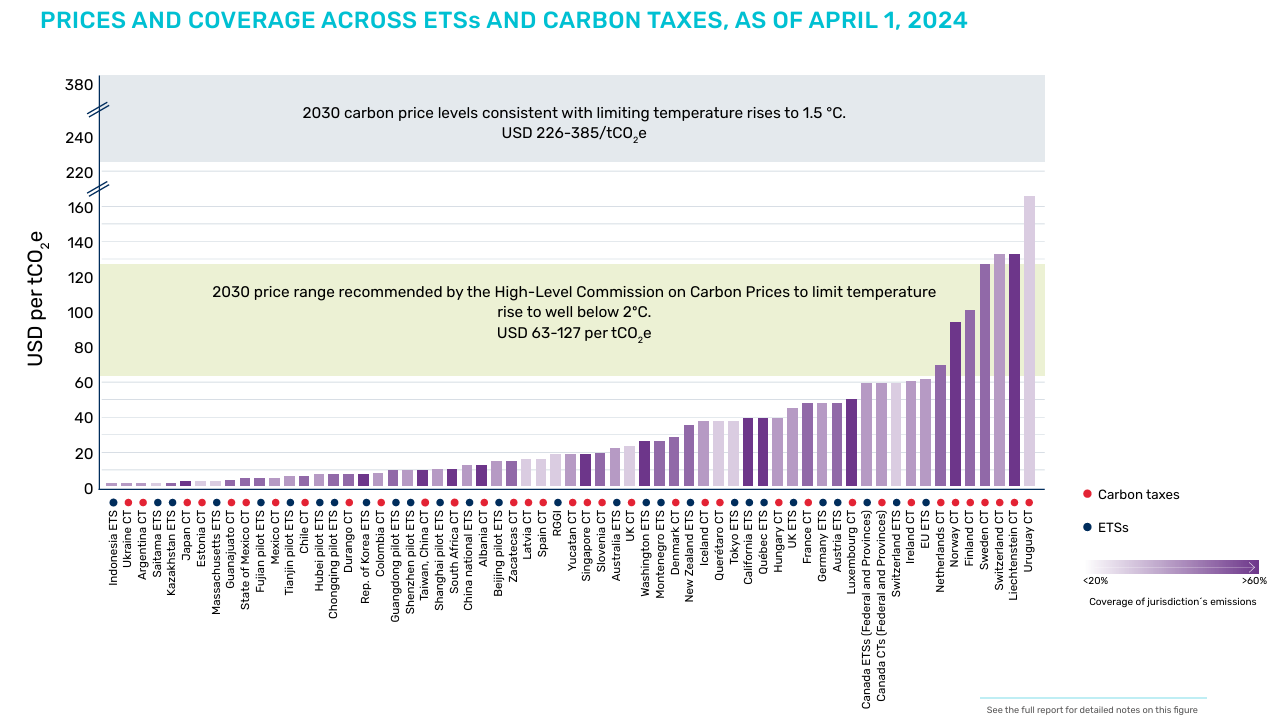 PRICES AND COVERAGE ACROSS ETSs AND CARBON TAXES, AS OF APRIL 1, 2024
USD per tCO2e
380
240
220
160
140
120
100
80
60
40
20
0
2030 carbon price levels consistent with limiting temperature rises to 1.5 °C.
USD 226-385/tCO2e
2030 price range recommended by the High-Level Commission on Carbon Prices to limit temperature
rise to well below 2°C.
USD 63-127 per tCO2e
Indonesia ETS
Ukraine CT
Argentina CT
Saitama ETS
Kazakhstan ETS
Japan CT
Estonia CT
Massachusetts ETS
Guanajuato CT
State of Mexico CT
Fujian pilot ETS
Mexico CT
Tianjin pilot ETS
Chile CT
Hubei pilot ETS
Chongqing pilot ETS
Durango CT
Rep. of Korea ETS
Colombia CT
Guangdong pilot ETS
Shenzhen pilot ETS
Taiwan, China CT
Shanghai pilot ETS
South Africa CT
China national ETS
Albania CT
Beijing pilot ETS
Zacatecas CT
Latvia CT
Spain CT
RGGI
Yucatan CT
Singapore CT
Slovenia CT
Australia ETS
UK CT
Washington ETS
Montenegro ETS
Denmark CT
New Zealand ETS
Iceland CT
Querétaro CT
Tokyo ETS
California ETS
Québec ETS
Hungary CT
UK ETS
France CT
Germany ETS
Austria ETS
Luxembourg CT
Canada ETSs (Federal and Provinces)
Canada CTs (Federal and Provinces)
Switzerland ETS
Ireland CT
EU ETS
Netherlands CT
Norway CT
Finland CT
Sweden CT
Switzerland CT
Liechtenstein CT
Uruguay CT
Carbon taxes
ETSs
<20%
>60%
Coverage of jurisdiction´s emissions
See the full report for detailed notes on this figure